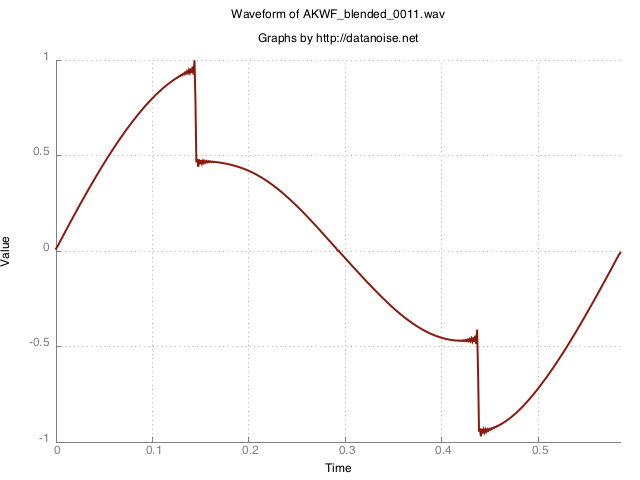 Waveform of AKWF_blended_0011.wav
Graphs by http://datanoise.net
1
0.5
0
-0.5
-1
Value
0 0.1 0.2 0.3 0.4 0.5
Time